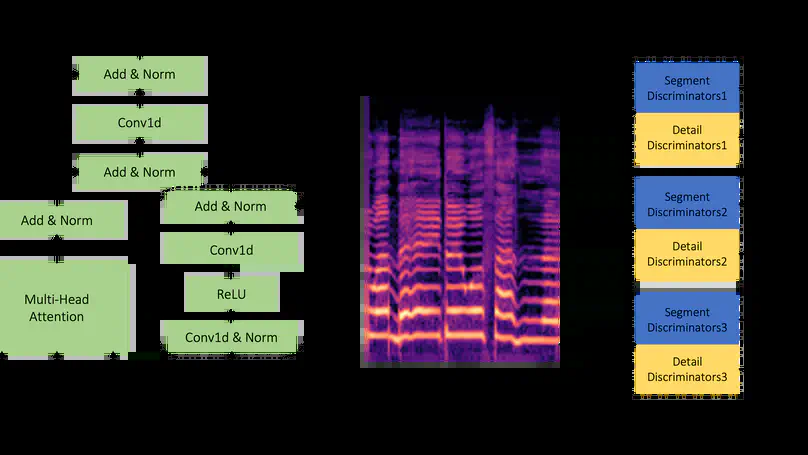 Add & Norm
Conv1d
Add & Norm
Add & Norm
Multi-Head
Attention
Add & Norm
Conv1d
ReLU
Conv1d & Norm
Segment
Discriminators1
Detail
Discriminators1
Segment
Discriminators2
Detail
Discriminators2
Segment
Discriminators3
Detail
Discriminators3